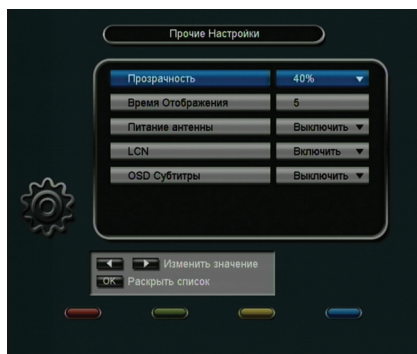 Прочие Настройки
Прозрачность 40%
Время Отображения 5
Питание антенны Выключить
LCN Включить
OSD Субтитры Выключить
Изменить значение
OK Раскрыть список